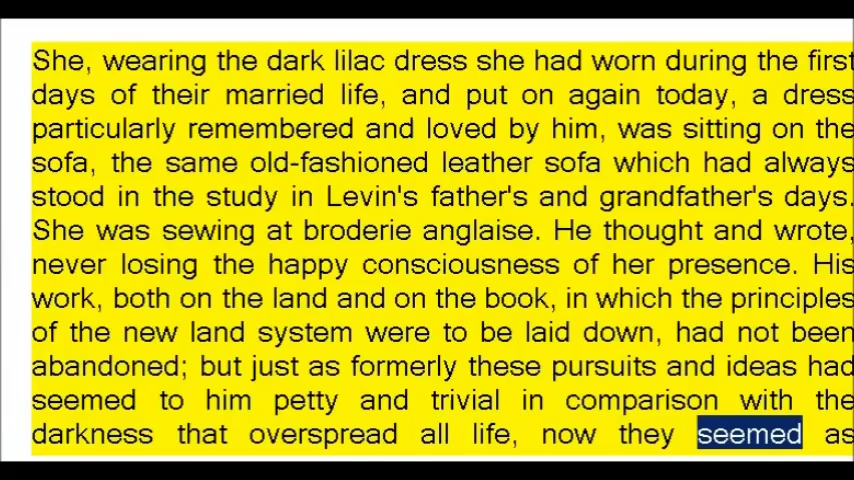 She, wearing the dark lilac dress she had worn during the first
days of their married life, and put on again today, a dress
particularly remembered and loved by him, was sitting on the
sofa, the same old-fashioned leather sofa which had always
stood in the study in Levin's father's and grandfather's days.
She was sewing at broderie anglaise. He thought and wrote,
never losing the happy consciousness of her presence. His
work, both on the land and on the book, in which the principles
of the new land system were to be laid down, had not been
abandoned; but just as formerly these pursuits and ideas had
seemed to him petty and trivial in comparison with the
darkness that overspread all life, now they seemed as